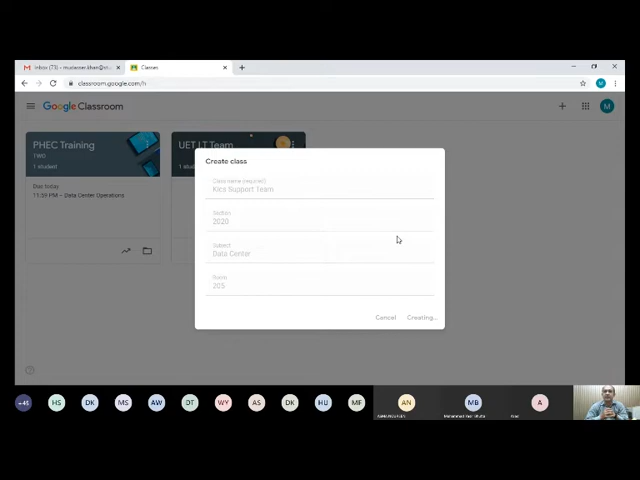 Classes
classroom.google.com/h
Google Classroom
M
PHEC Training
TWO
1 student
UET I.T Team
Due today
11:59 PM – Data Center Operations
Create class
Class name (required)
Kics Support Team
Section
2020
Subject
Data Center
Room
205
Cancel
Creating...
+45
HS
DK
MS
AW
DT
WY
AS
DK
HU
MF
AN
MB
A